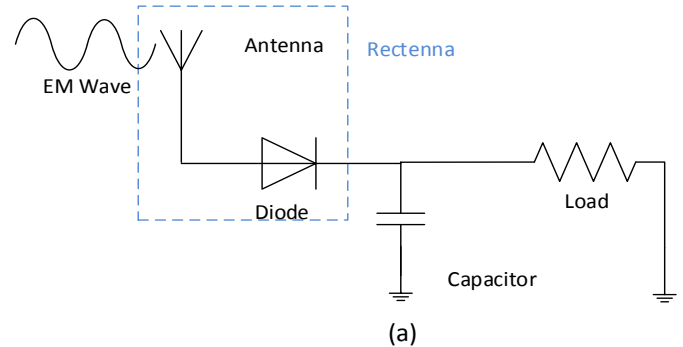 Antenna
Rectenna
EM Wave
Diode
Load
Capacitor
(a)